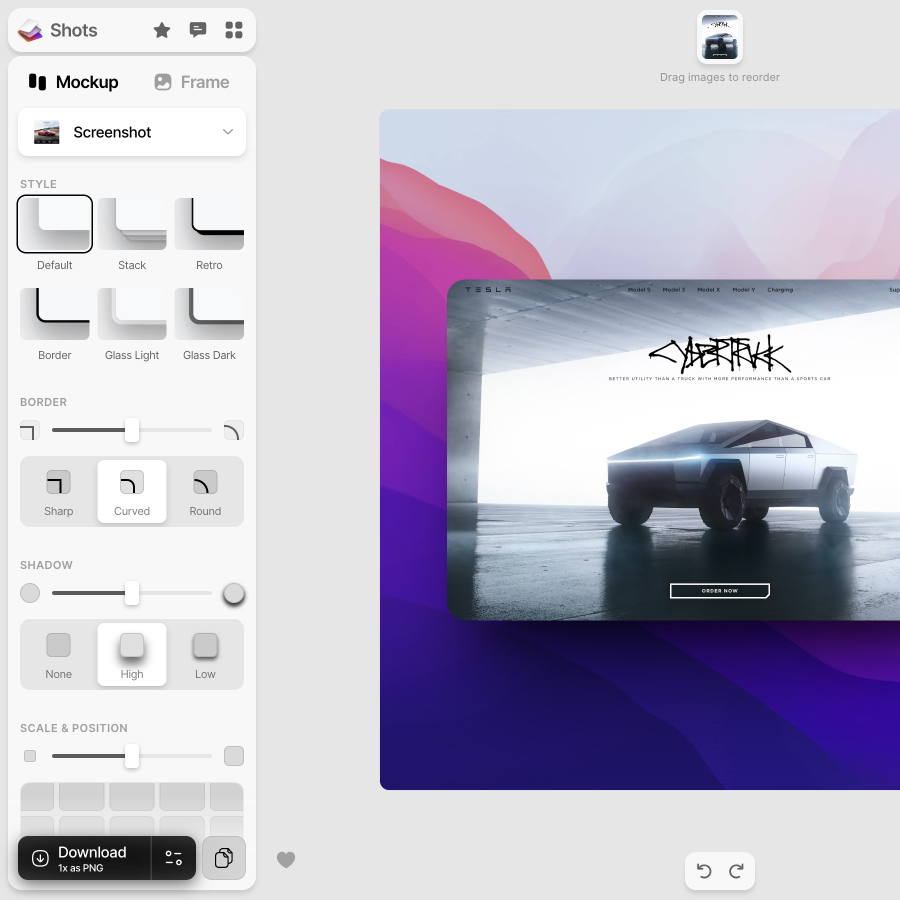 Shots
Drag images to reorder
Mockup
Frame
Screenshot
STYLE
Default
Stack
Retro
Border
Glass Light
Glass Dark
BORDER
Sharp
Curved
Round
SHADOW
None
High
Low
SCALE & POSITION
Download
1x as PNG
TESLA
Model S
Model 3
Model X
Model Y
Charging
CYBERTRUCK
BETTER UTILITY THAN A TRUCK WITH MORE PERFORMANCE THAN A SPORTS CAR
ORDER NOW